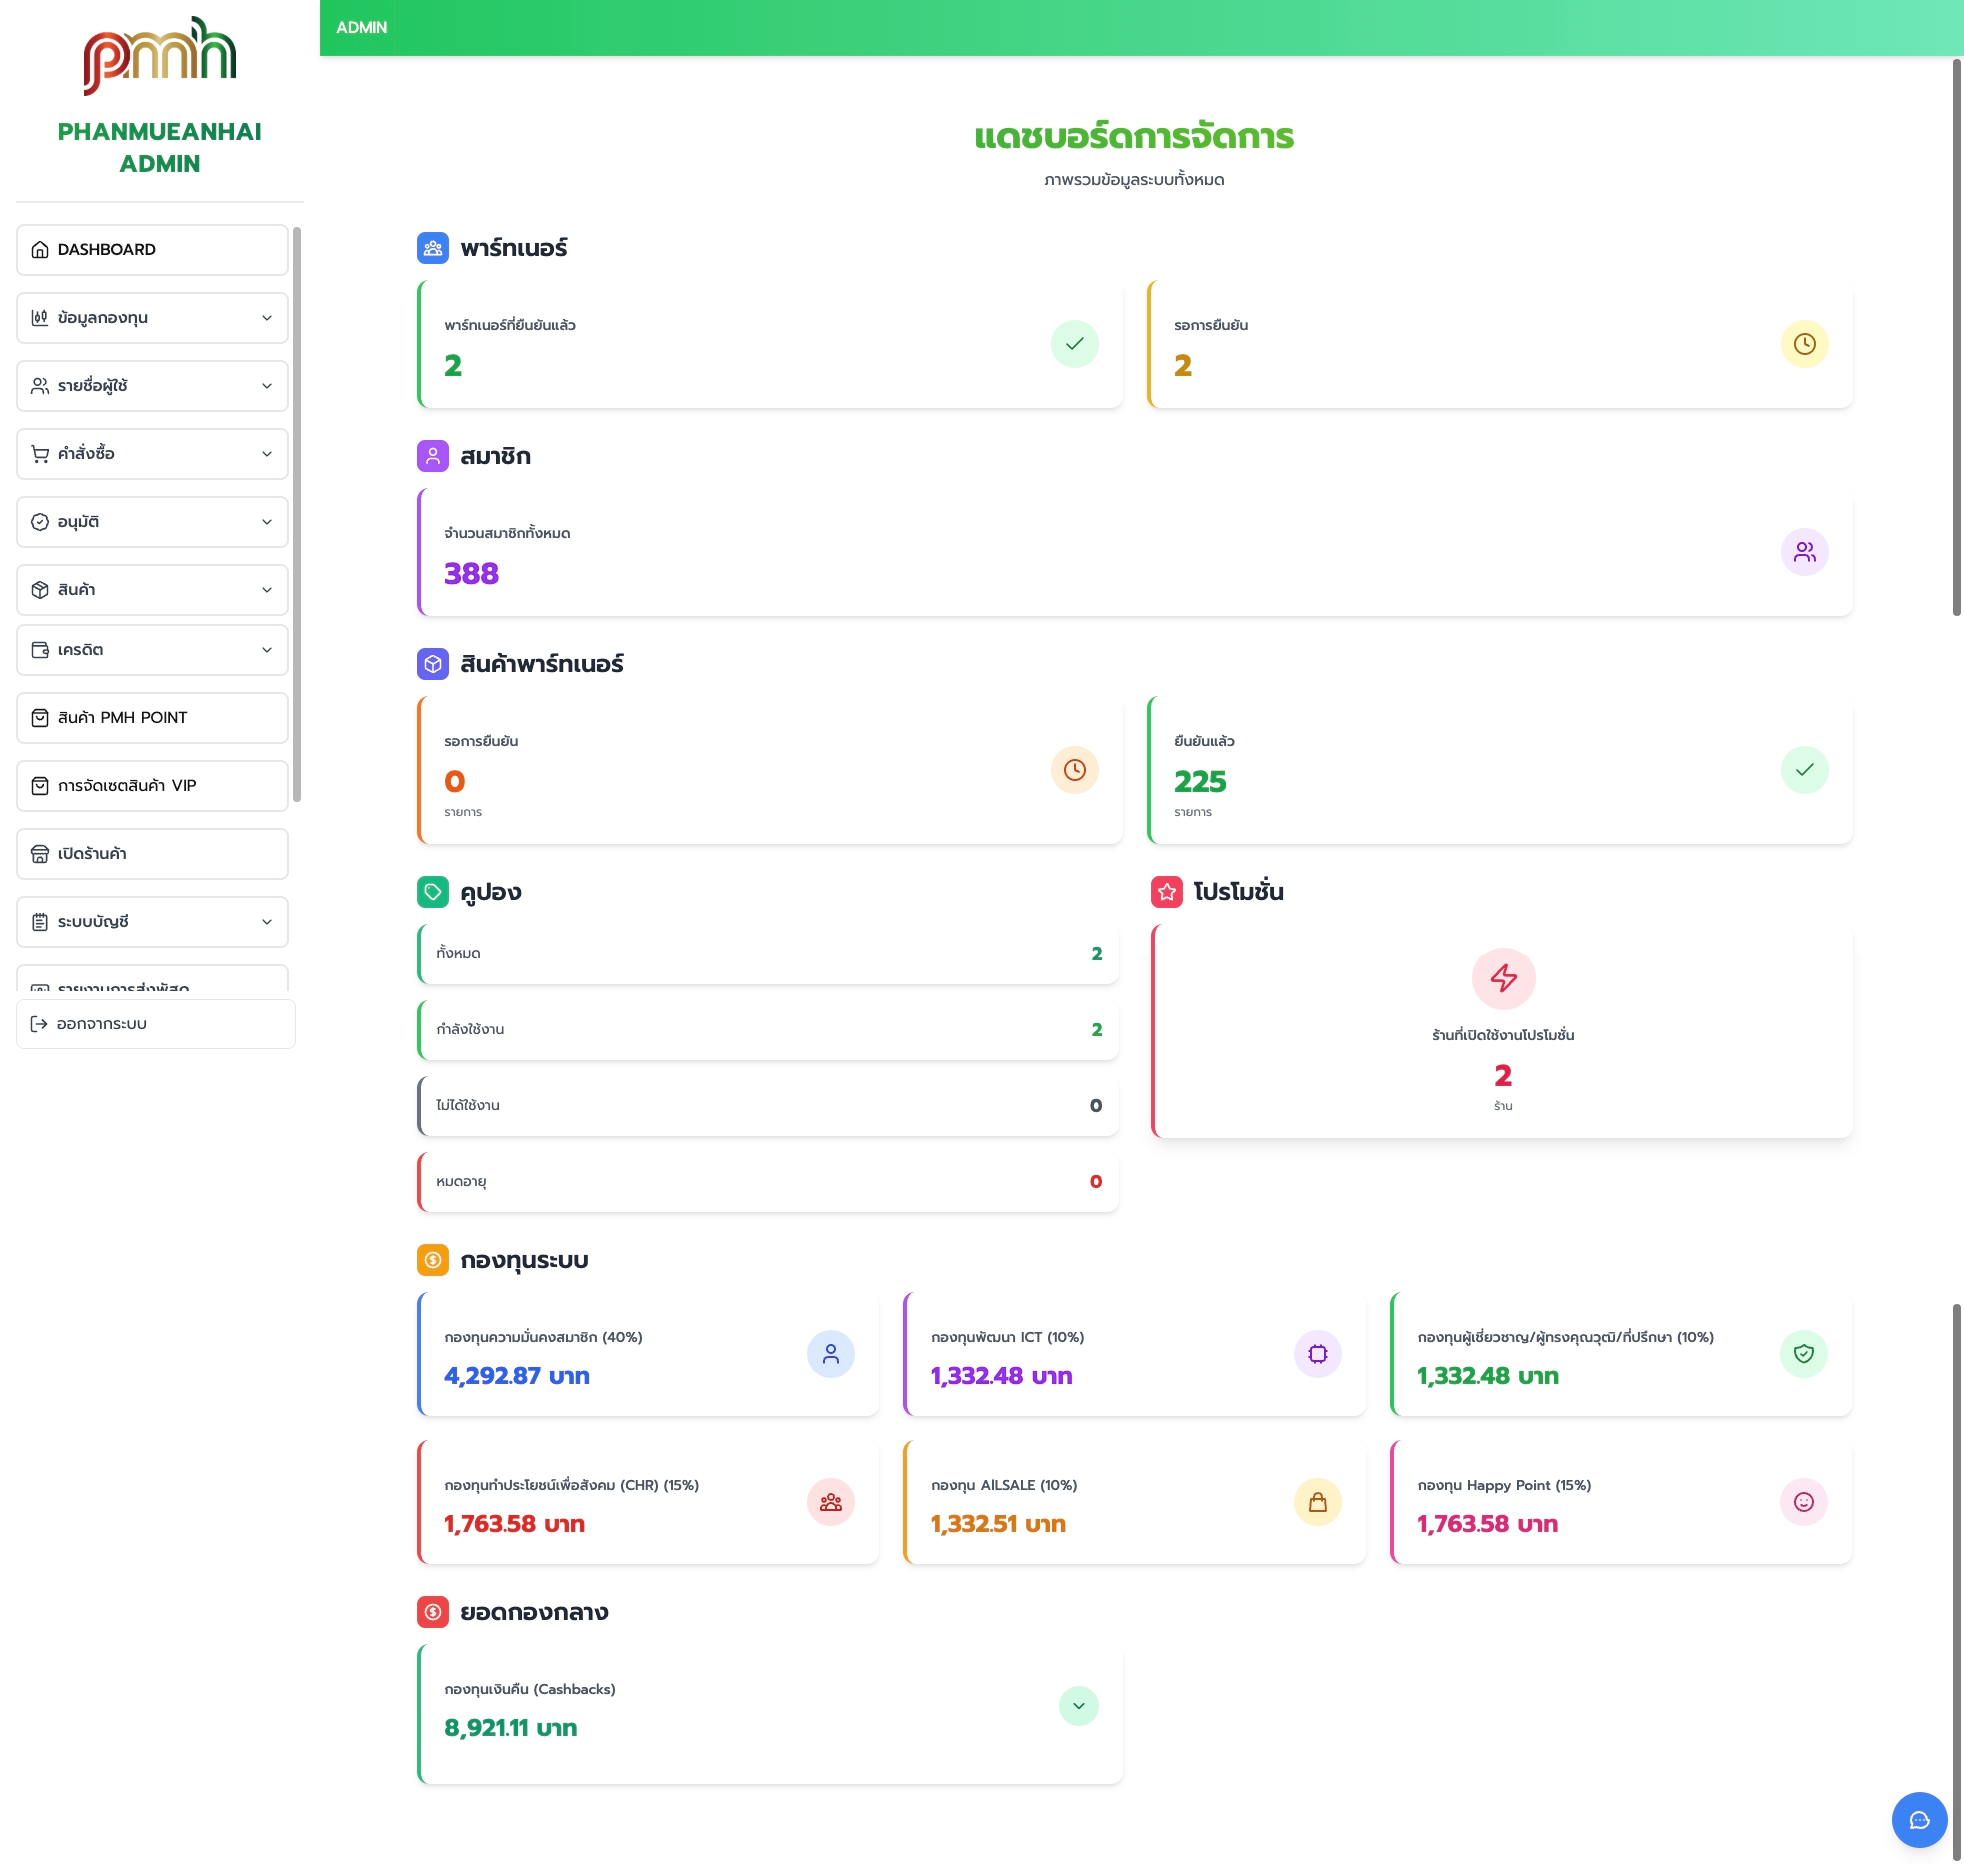 pmh
PHANMUEANHAI
ADMIN
DASHBOARD
ข้อมูลกองทุน
รายชื่อผู้ใช้
คำสั่งซื้อ
อนุมัติ
สินค้า
เครดิต
สินค้า PMH POINT
การจัดเซตสินค้า VIP
เปิดร้านค้า
ระบบบัญชี
รายงานการส่งพัสดุ
ออกจากระบบ
ADMIN
แดชบอร์ดการจัดการ
ภาพรวมข้อมูลระบบทั้งหมด
พาร์ทเนอร์
พาร์ทเนอร์ที่ยืนยันแล้ว
2
รอการยืนยัน
2
สมาชิก
จำนวนสมาชิกทั้งหมด
388
สินค้าพาร์ทเนอร์
รอการยืนยัน
0
รายการ
ยืนยันแล้ว
225
รายการ
คูปอง
ทั้งหมด 2
กำลังใช้งาน 2
ไม่ได้ใช้งาน 0
หมดอายุ 0
โปรโมชั่น
ร้านที่เปิดใช้งานโปรโมชั่น
2
ร้าน
กองทุนระบบ
กองทุนความมั่นคงสมาชิก (40%)
4,292.87 บาท
กองทุนพัฒนา ICT (10%)
1,332.48 บาท
กองทุนผู้เชี่ยวชาญ/ผู้ทรงคุณวุฒิ/ที่ปรึกษา (10%)
1,332.48 บาท
กองทุนทำประโยชน์เพื่อสังคม (CHR) (15%)
1,763.58 บาท
กองทุน AllSALE (10%)
1,332.51 บาท
กองทุน Happy Point (15%)
1,763.58 บาท
ยอดกองกลาง
กองทุนเงินคืน (Cashbacks)
8,921.11 บาท